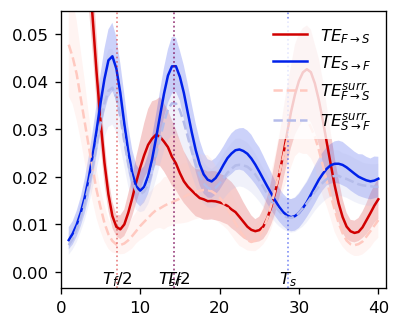 0.05
0.04
0.03
0.02
0.01
0.00
TE_{F→S}
TE_{S→F}
TE^{surr}_{F→S}
TE^{surr}_{S→F}
T_f/2
T_s
0 10 20 30 40